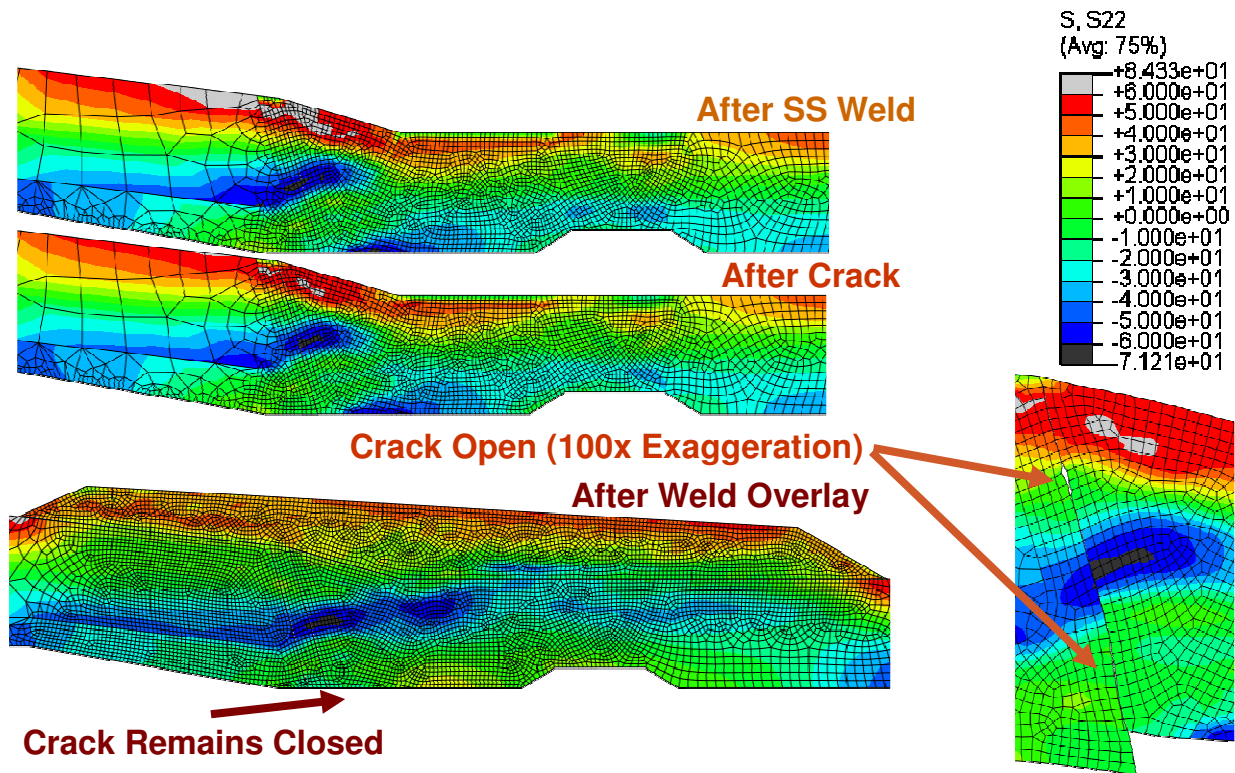 S, S22
(Avg: 75%)
+8.433e+01
+6.000e+01
+5.000e+01
+4.000e+01
+3.000e+01
+2.000e+01
+1.000e+01
+0.000e+00
-1.000e+01
-2.000e+01
-3.000e+01
-4.000e+01
-5.000e+01
-6.000e+01
-7.121e+01
After SS Weld
After Crack
Crack Open (100x Exaggeration)
After Weld Overlay
Crack Remains Closed